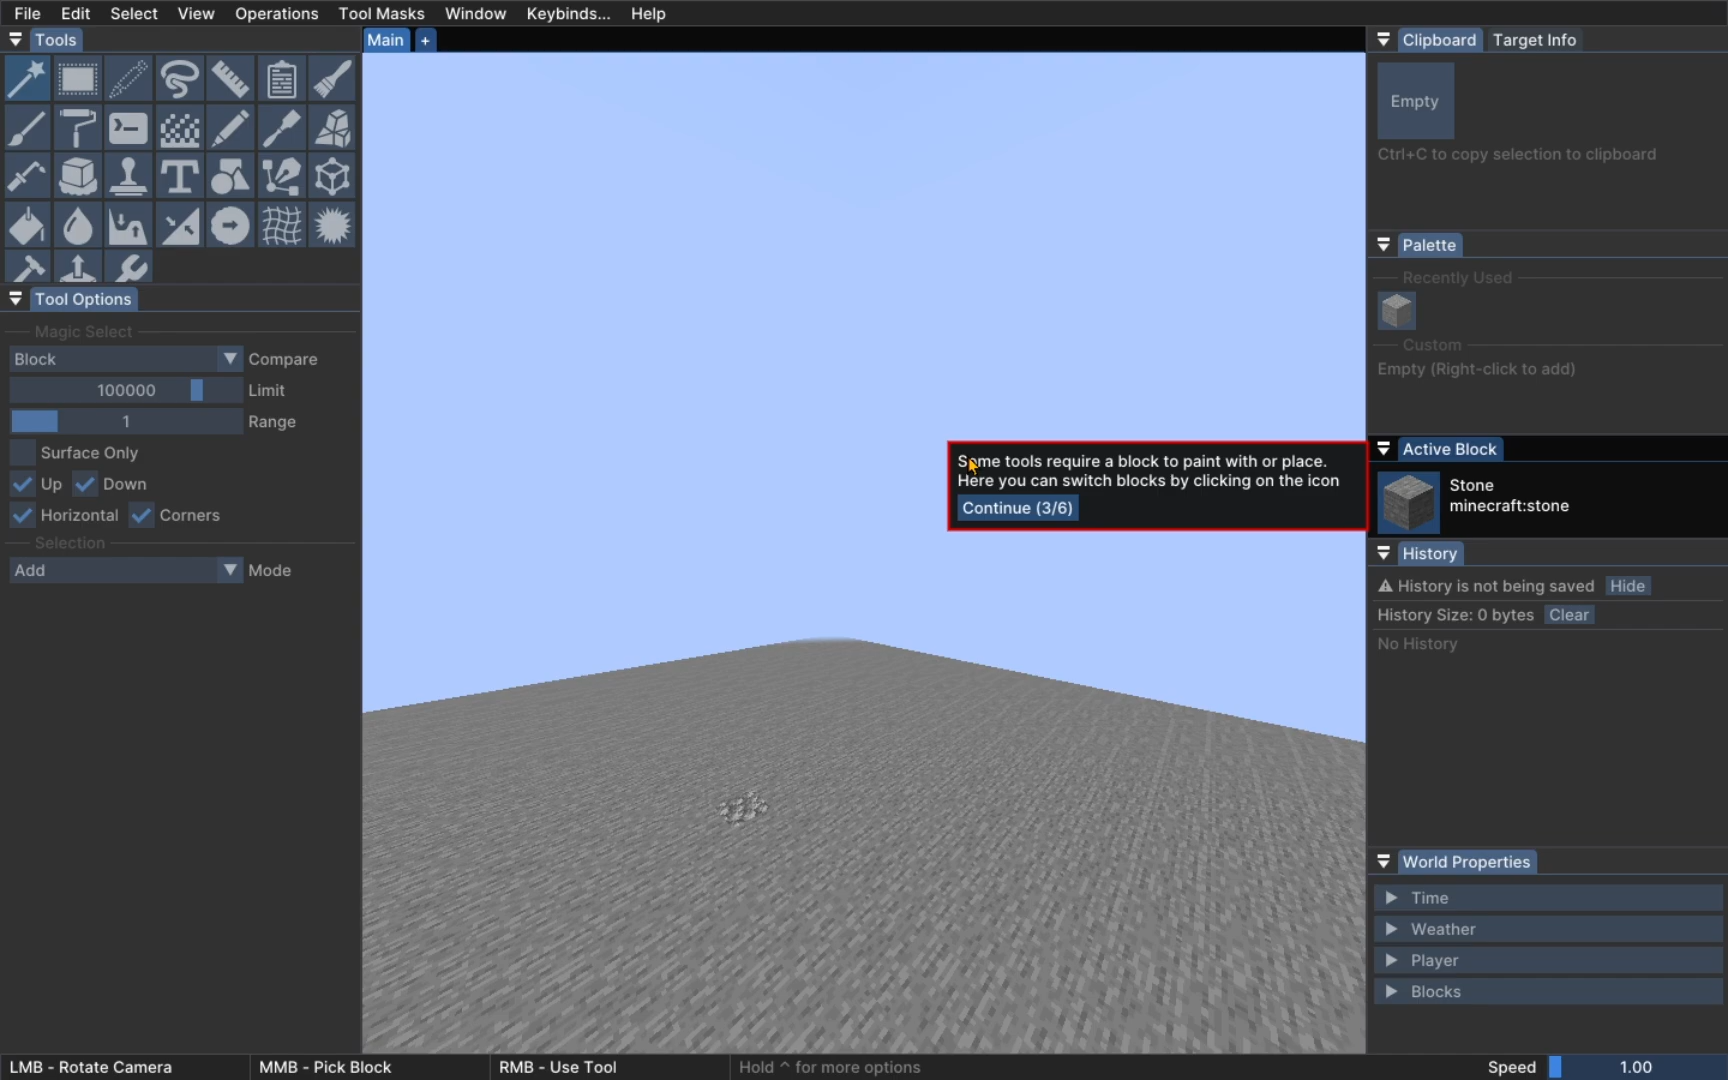 File Edit Select View Operations Tool Masks Window Keybinds... Help
Tools
Main +
Clipboard Target Info
Empty
Ctrl+C to copy selection to clipboard
Palette
Recently Used
Custom
Empty (Right-click to add)
Tool Options
Magic Select
Block Compare
100000 Limit
1 Range
Surface Only
Up Down
Horizontal Corners
Selection
Add Mode
Some tools require a block to paint with or place.
Here you can switch blocks by clicking on the icon
Continue (3/6)
Active Block
Stone
minecraft:stone
History
History is not being saved Hide
History Size: 0 bytes Clear
No History
World Properties
Time
Weather
Player
Blocks
LMB - Rotate Camera MMB - Pick Block RMB - Use Tool Hold ^ for more options Speed 1.00